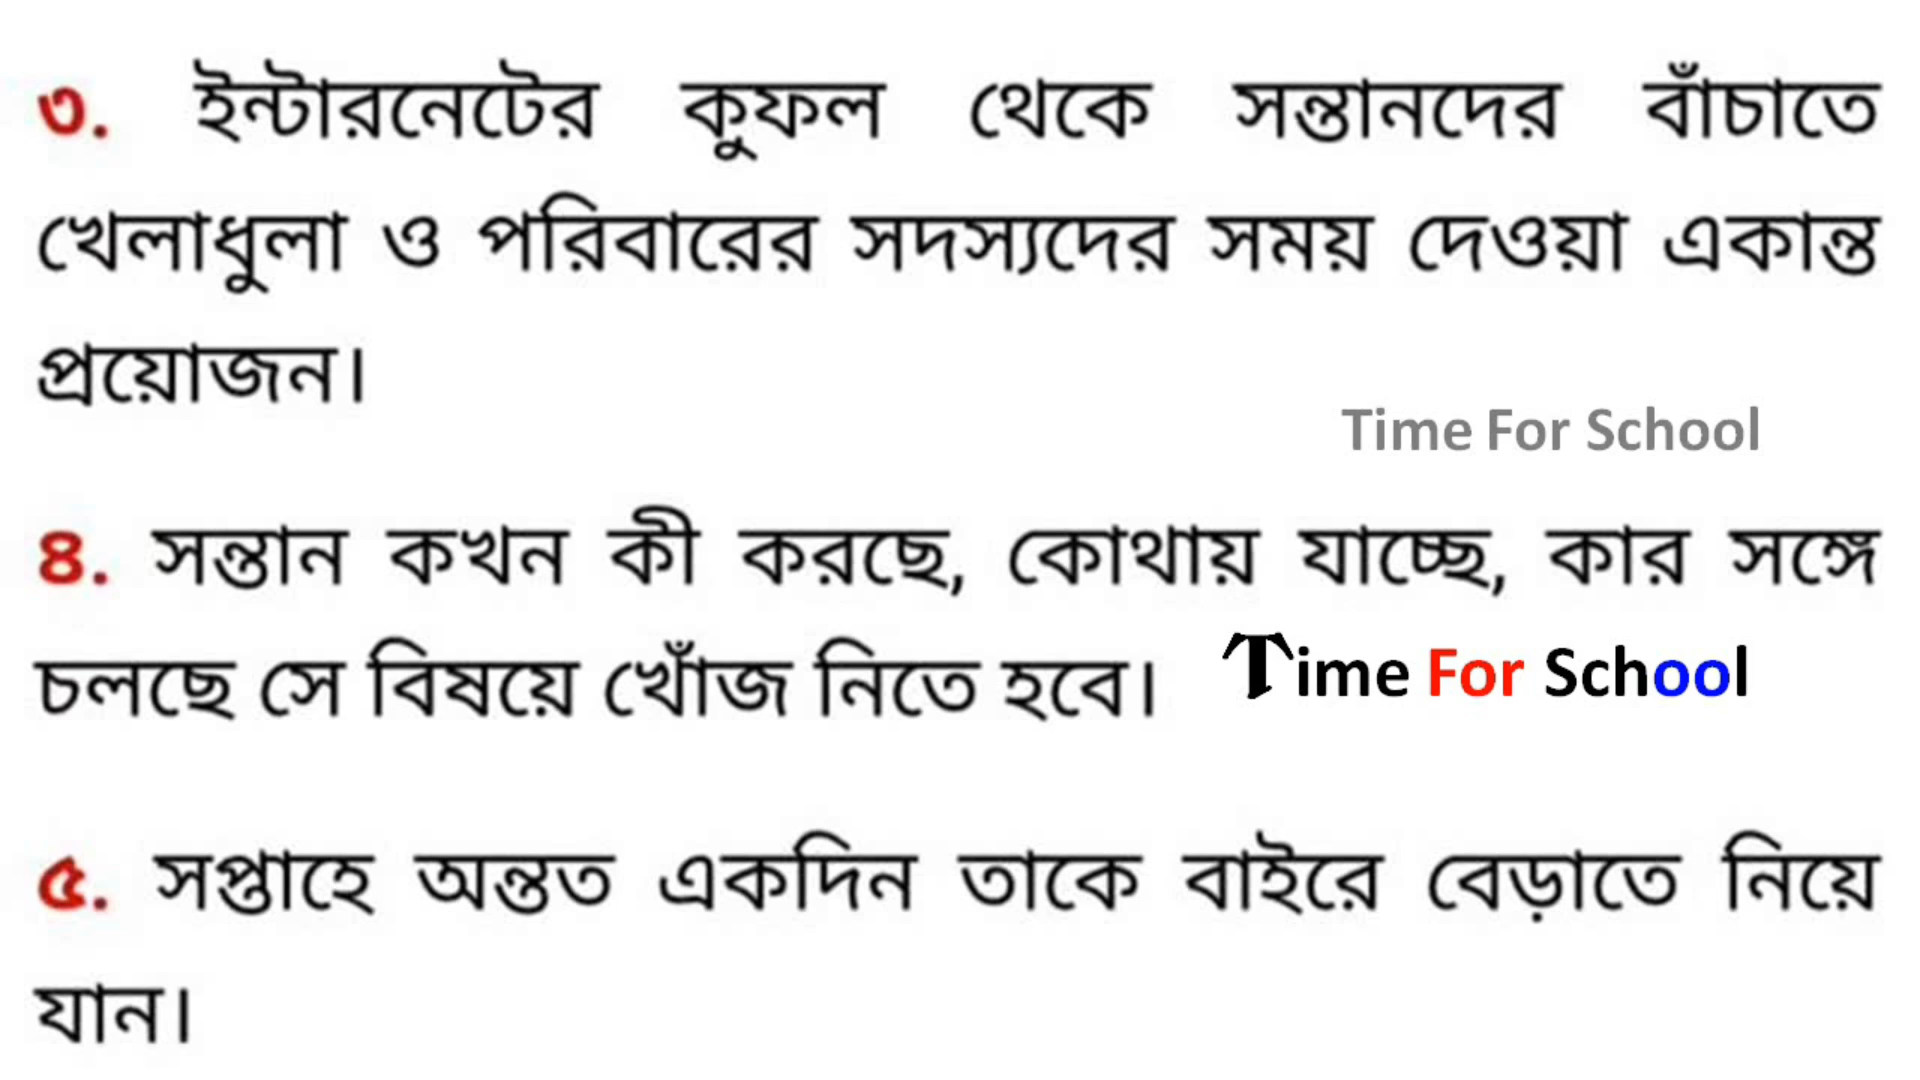 ৩. ইন্টারনেটের কুফল থেকে সন্তানদের বাঁচাতে
খেলাধুলা ও পরিবারের সদস্যদের সময় দেওয়া একান্ত
প্রয়োজন।
Time For School
৪. সন্তান কখন কী করছে, কোথায় যাচ্ছে, কার সঙ্গে
চলছে সে বিষয়ে খোঁজ নিতে হবে।
Time For School
৫. সপ্তাহে অন্তত একদিন তাকে বাইরে বেড়াতে নিয়ে
যান।